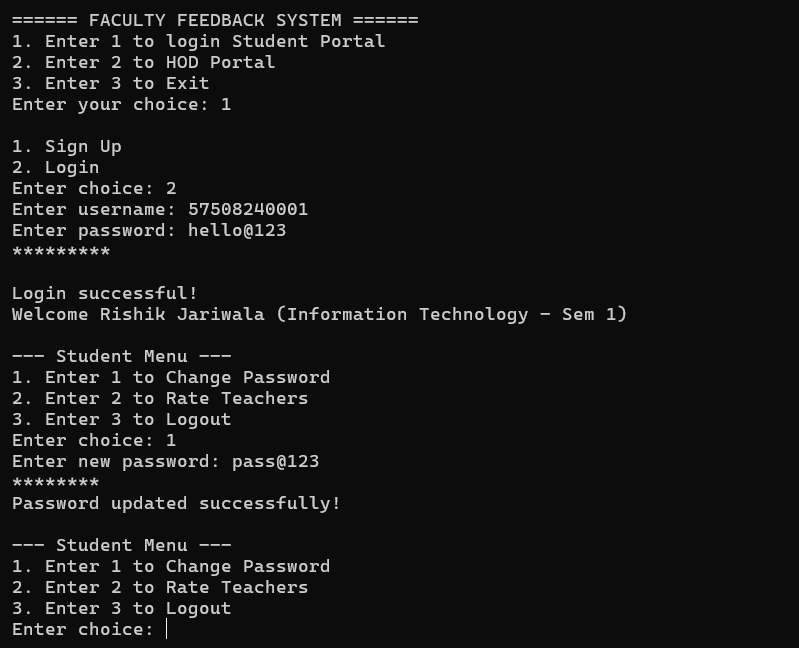 ====== FACULTY FEEDBACK SYSTEM ======
1. Enter 1 to login Student Portal
2. Enter 2 to HOD Portal
3. Enter 3 to Exit
Enter your choice: 1
1. Sign Up
2. Login
Enter choice: 2
Enter username: 57508240001
Enter password: hello@123
*********
Login successful!
Welcome Rishik Jariwala (Information Technology - Sem 1)
--- Student Menu ---
1. Enter 1 to Change Password
2. Enter 2 to Rate Teachers
3. Enter 3 to Logout
Enter choice: 1
Enter new password: pass@123
********
Password updated successfully!
--- Student Menu ---
1. Enter 1 to Change Password
2. Enter 2 to Rate Teachers
3. Enter 3 to Logout
Enter choice: